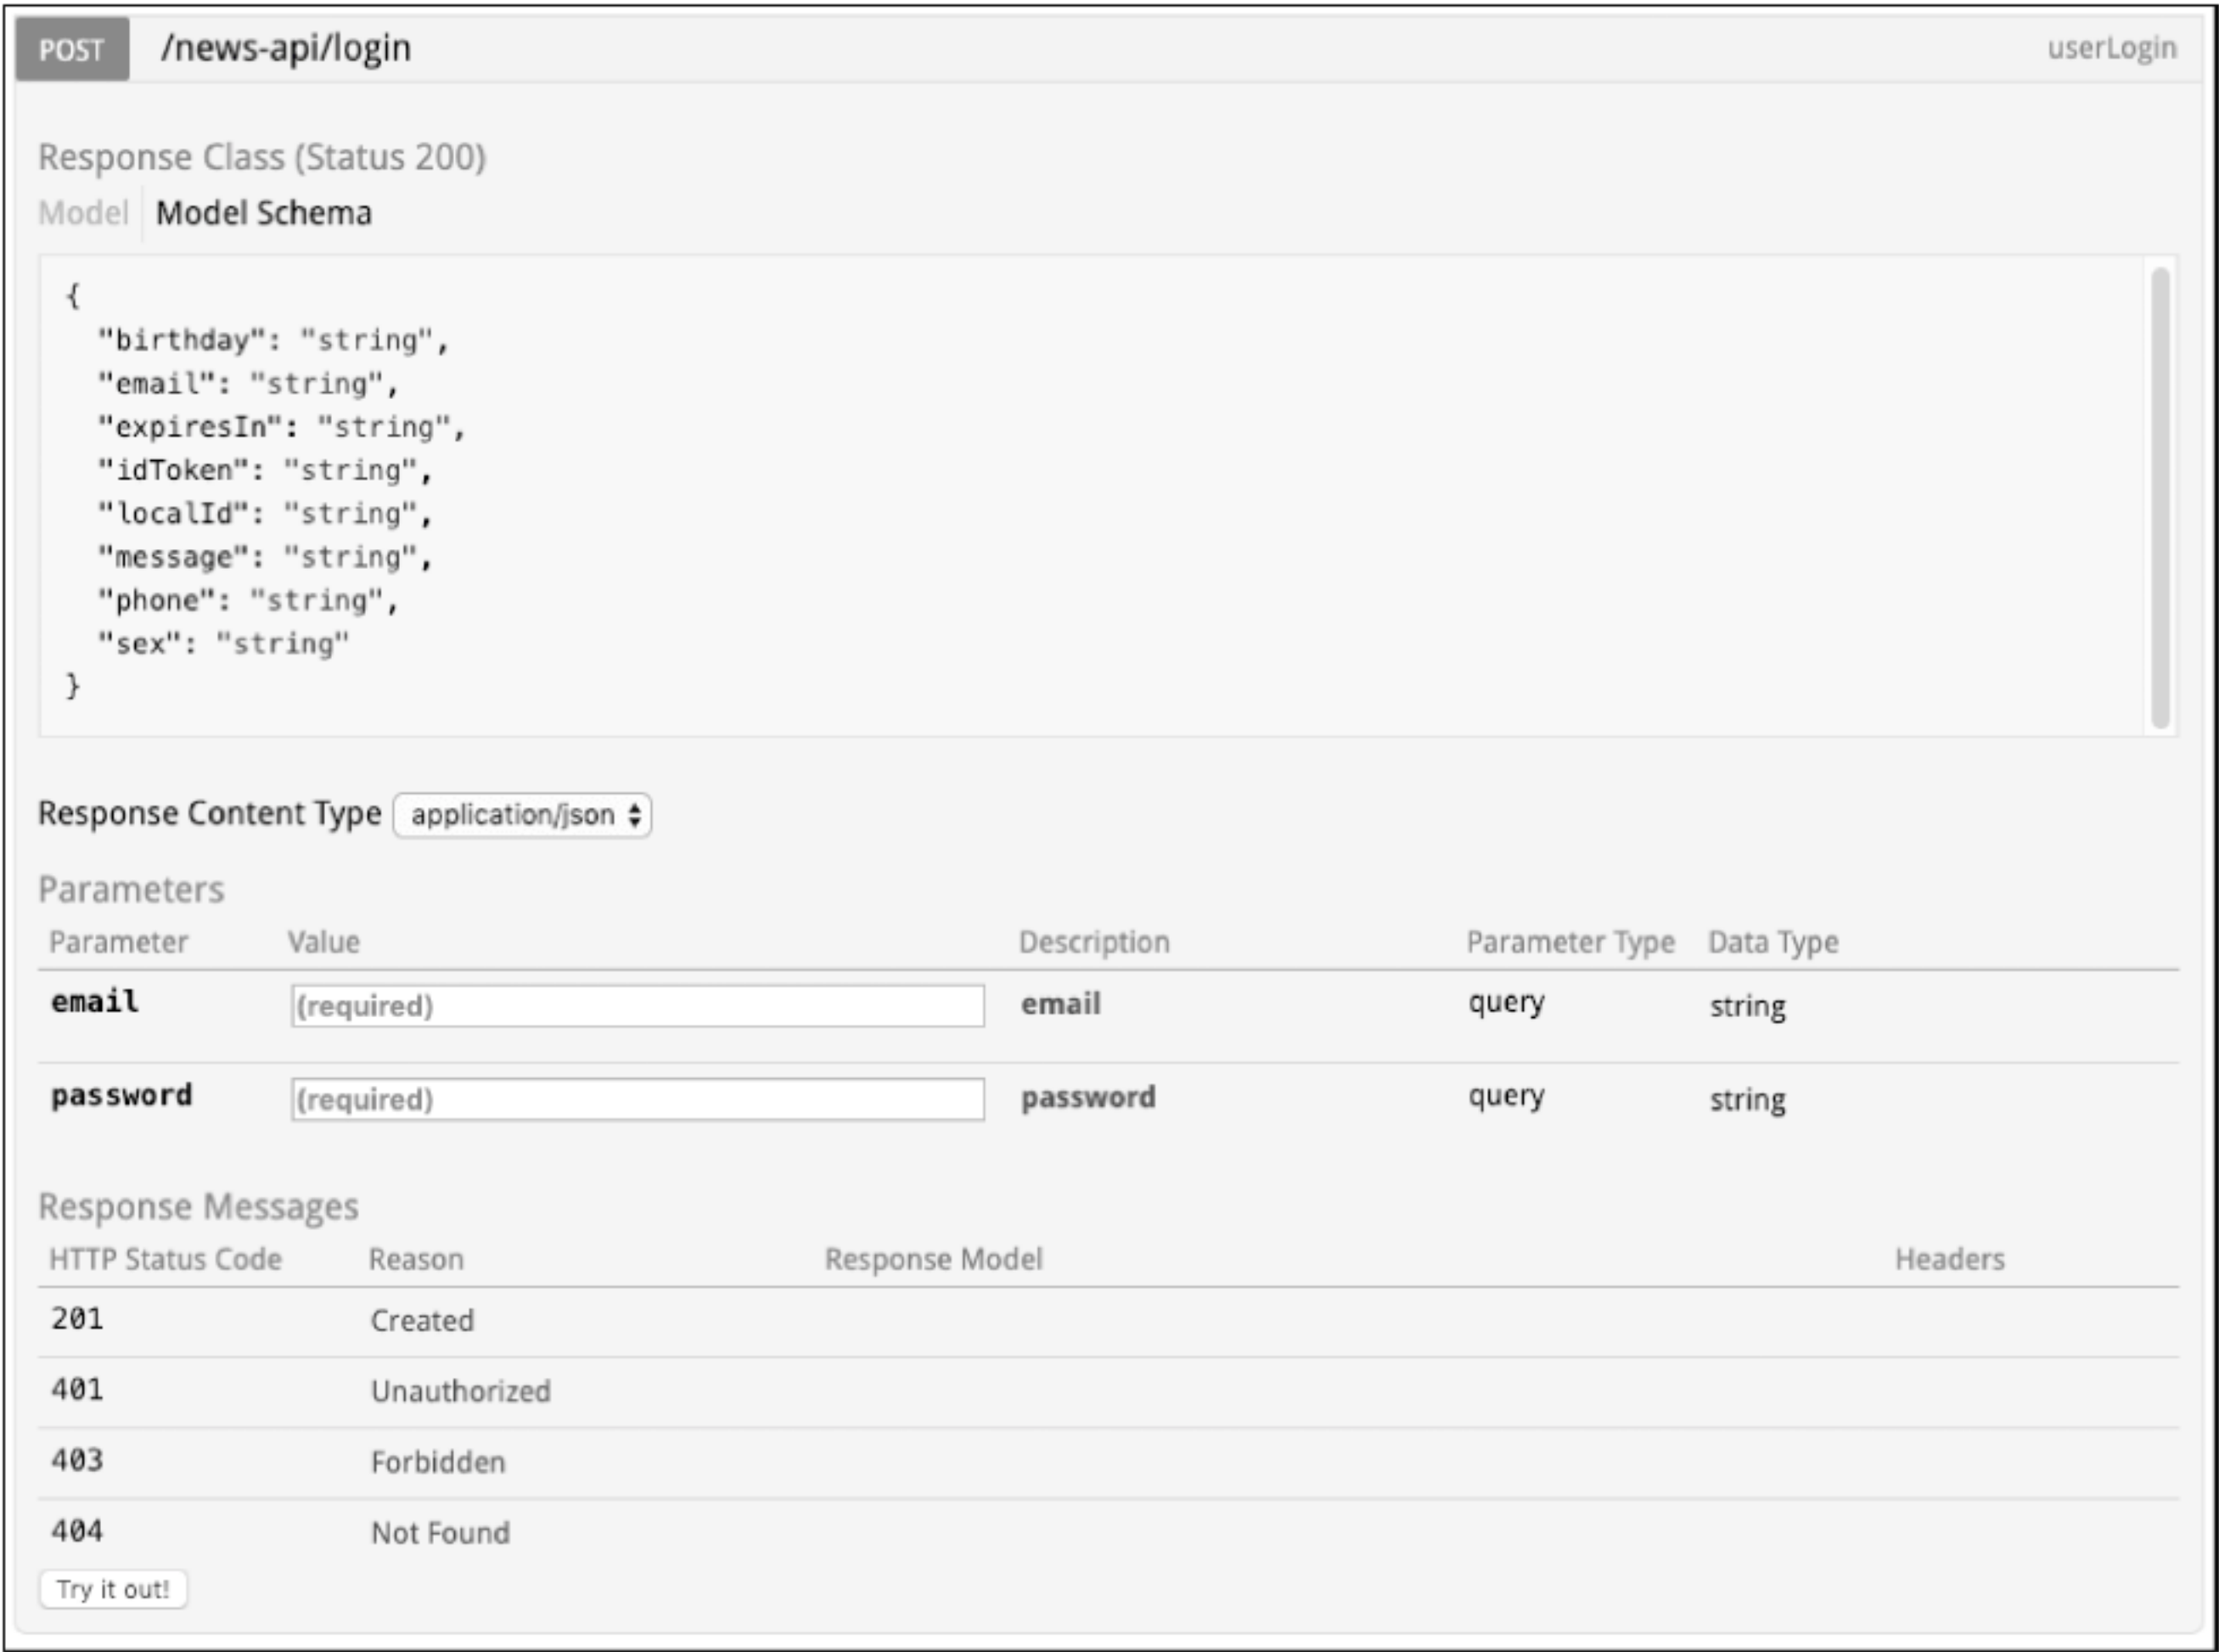 POST /news-api/login userLogin
Response Class (Status 200)
Model Model Schema
{
"birthday": "string",
"email": "string",
"expiresIn": "string",
"idToken": "string",
"localId": "string",
"message": "string",
"phone": "string",
"sex": "string"
}
Response Content Type application/json
Parameters
Parameter Value Description Parameter Type Data Type
email (required) email query string
password (required) password query string
Response Messages
HTTP Status Code Reason Response Model Headers
201 Created
401 Unauthorized
403 Forbidden
404 Not Found
Try it out!